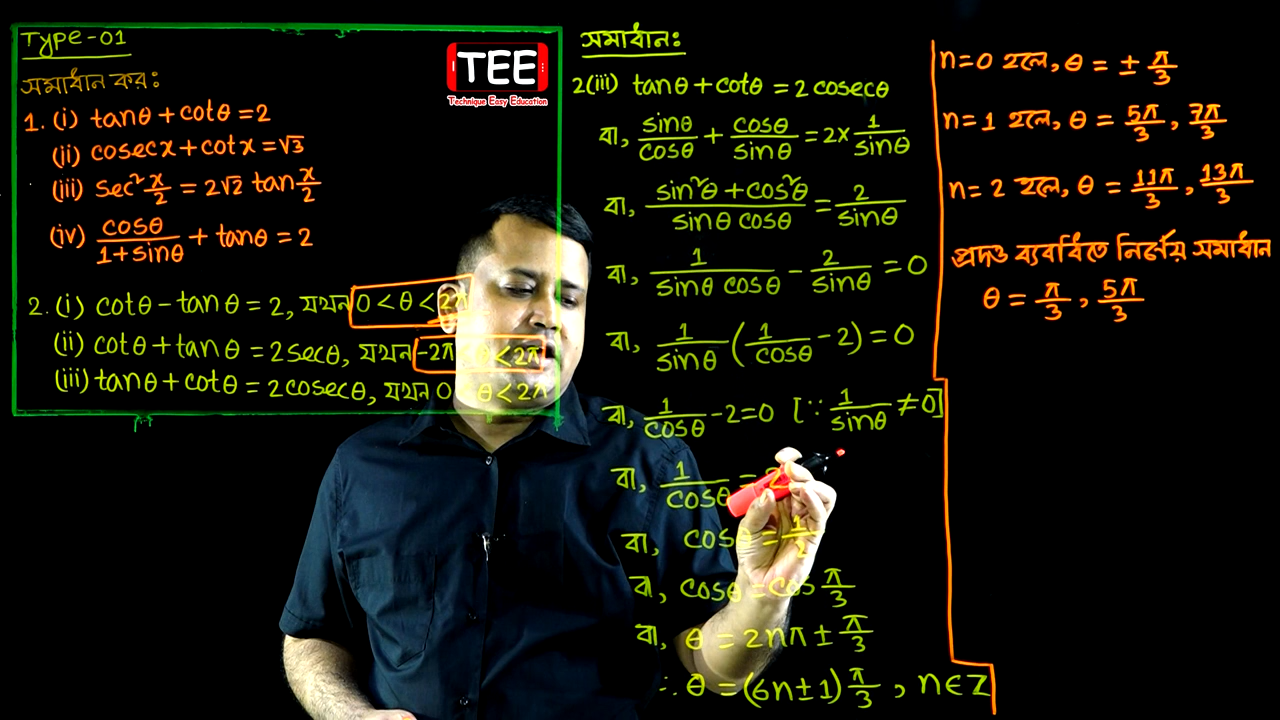 Type-01
সমাধান কর:
1. (i) tanθ + cotθ = 2
(ii) cosecx + cotx = √3
(iii) sec² x/2 = 2√2 tan x/2
(iv) cosθ/1+sinθ + tanθ = 2
2. (i) cotθ - tanθ = 2, যখন 0 < θ < 2π
(ii) cotθ + tanθ = 2secθ, যখন -2π < θ < 2π
(iii) tanθ + cotθ = 2cosecθ, যখন 0 < θ < 2π
TEE
Technique Easy Education
সমাধান:
2(iii) tanθ + cotθ = 2 cosecθ
বা, sinθ/cosθ + cosθ/sinθ = 2× 1/sinθ
বা, sin²θ + cos²θ/sinθ cosθ = 2/sinθ
বা, 1/sinθ cosθ - 2/sinθ = 0
বা, 1/sinθ (1/cosθ - 2) = 0
বা, 1/cosθ - 2 = 0 [∵ 1/sinθ ≠ 0]
বা, 1/cosθ = 2
বা, cosθ = 1/2
বা, cosθ = cos π/3
বা, θ = 2nπ ± π/3
∴ θ = (6n±1) π/3 , n∈Z
n=0 হলে, θ = ± π/3
n=1 হলে, θ = 5π/3 , 7π/3
n=2 হলে, θ = 11π/3 , 13π/3
প্রদত্ত ব্যবধিতে নির্ণেয় সমাধান
θ = π/3 , 5π/3